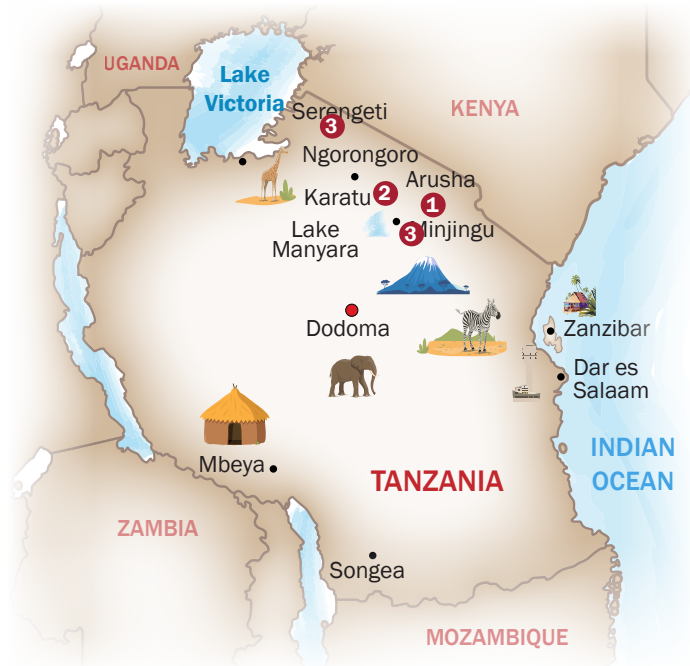 UGANDA
Lake
Victoria
KENYA
Serengeti
3
Ngorongoro
Arusha
Karatu
2
1
Lake
Manyara
3
Minjingu
Dodoma
Zanzibar
Dar es
Salaam
Mbeya
TANZANIA
INDIAN
OCEAN
ZAMBIA
Songea
MOZAMBIQUE